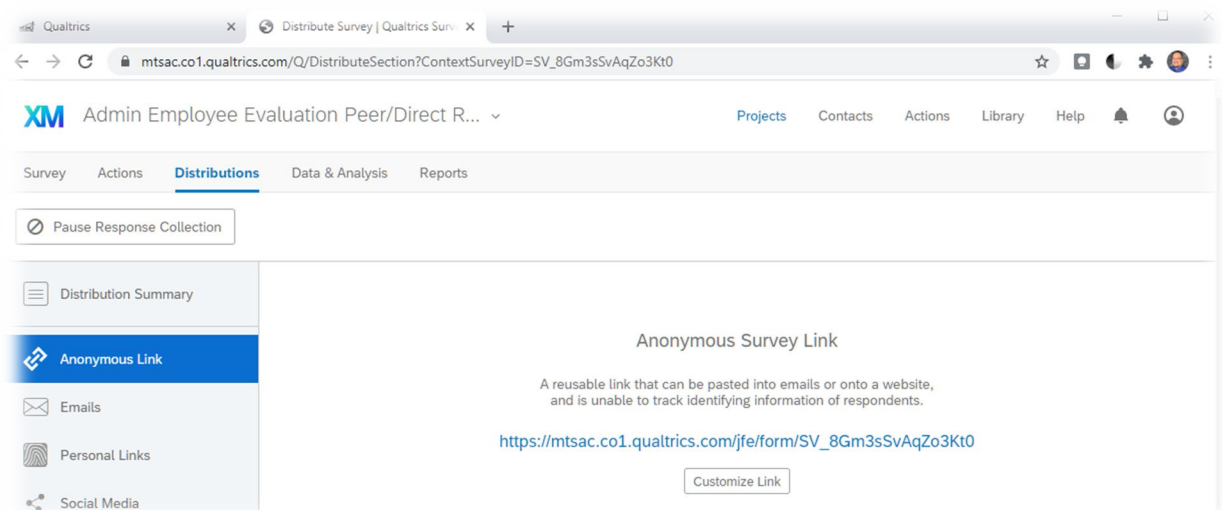 Qualtrics
Distribute Survey | Qualtrics Surv
mtsac.co1.qualtrics.com/Q/DistributeSection?ContextSurveyID=SV_8Gm3sSvAqZo3Kt0
XM Admin Employee Evaluation Peer/Direct R... Projects Contacts Actions Library Help
Survey Actions Distributions Data & Analysis Reports
Pause Response Collection
Distribution Summary
Anonymous Link
Emails
Personal Links
Social Media
Anonymous Survey Link
A reusable link that can be pasted into emails or onto a website,
and is unable to track identifying information of respondents.
https://mtsac.co1.qualtrics.com/jfe/form/SV_8Gm3sSvAqZo3Kt0
Customize Link